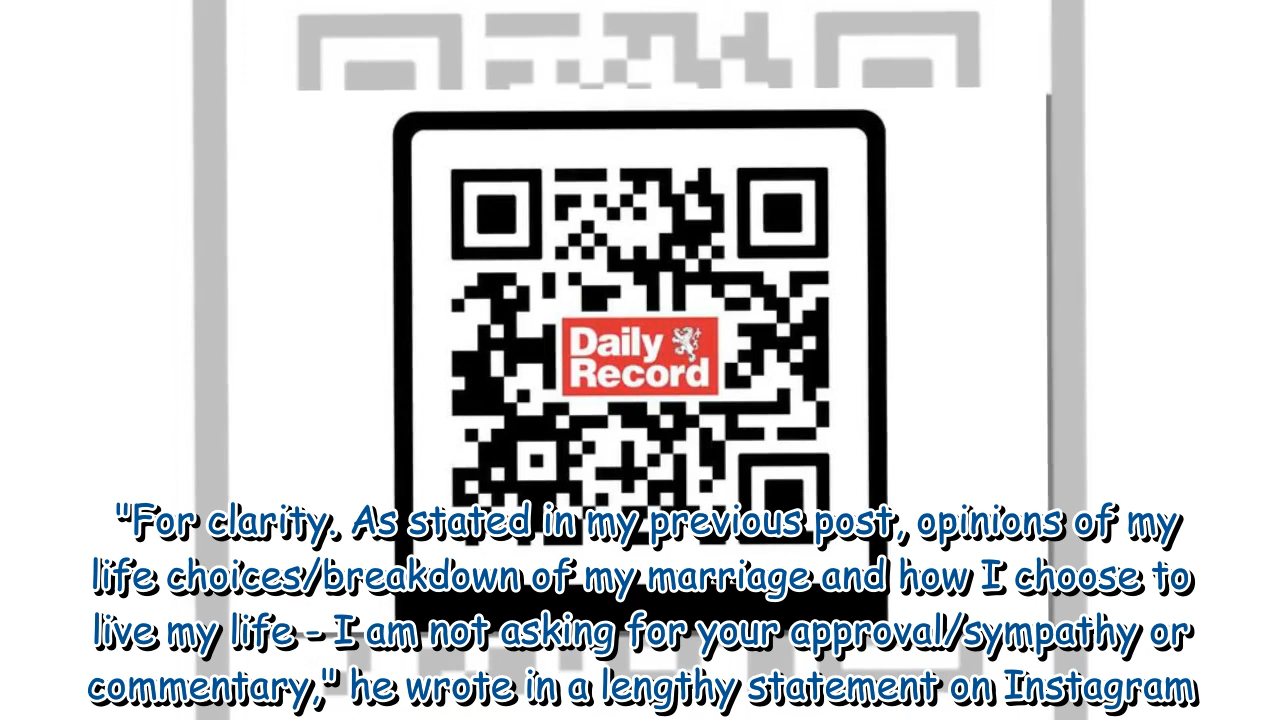 Daily
Record
"For clarity. As stated in my previous post, opinions of my
life choices/breakdown of my marriage and how I choose to
live my life - I am not asking for your approval/sympathy or
commentary," he wrote in a lengthy statement on Instagram